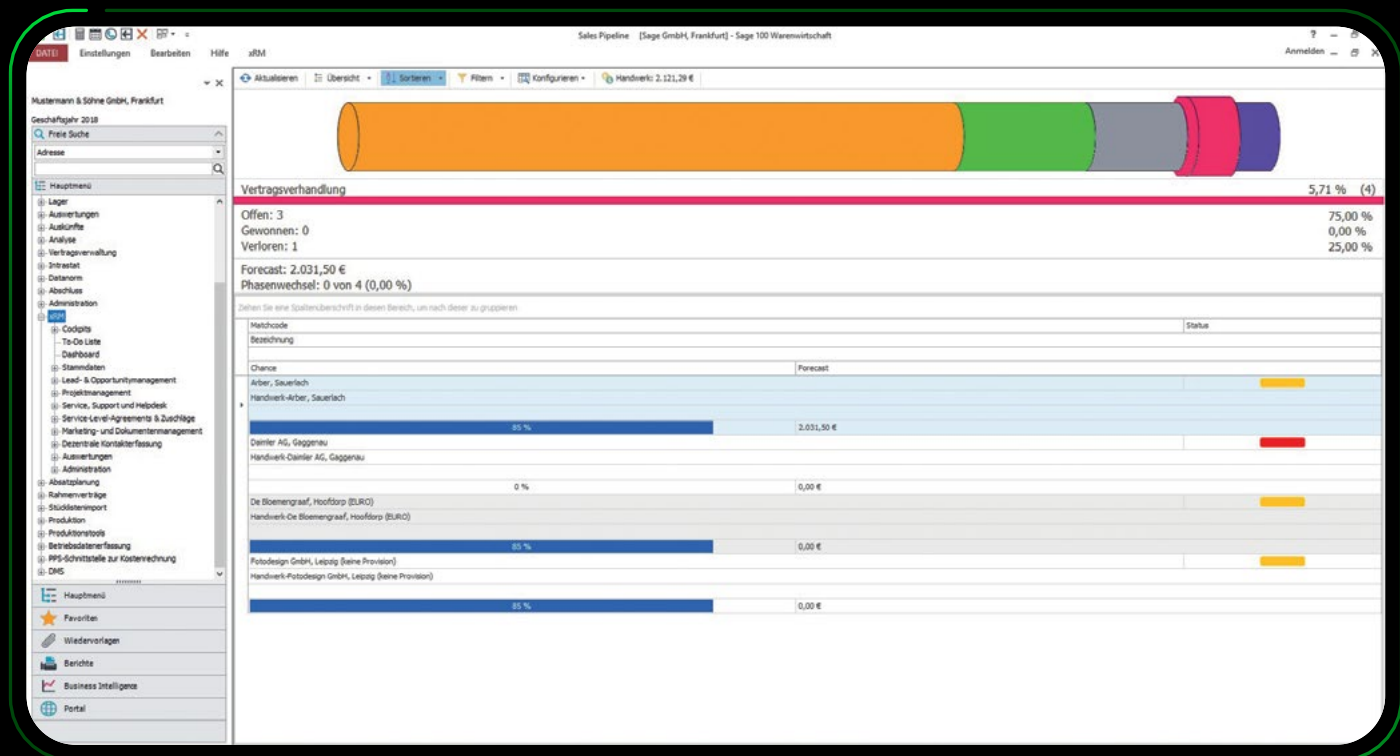 Sales Pipeline [Sage GmbH, Frankfurt] - Sage 100 Warenwirtschaft
?
DATEI Einstellungen Bearbeiten Hilfe xRM
Anmelden
Mustermann & Söhne GmbH, Frankfurt
Geschäftsjahr 2018
Freie Suche
Adresse
Hauptmenü
Lager
Auswertungen
Auskünfte
Analyse
Vertragsverwaltung
Intrastat
Datanorm
Abschluss
Administration
xRM
Cockpits
To-Do Liste
Dashboard
Stammdaten
Lead- & Opportunitymanagement
Projektmanagement
Service, Support und Helpdesk
Service-Level-Agreements & Zuschläge
Marketing- und Dokumentenmanagement
Dezentrale Kontakterfassung
Auswertungen
Administration
Absatzplanung
Rahmenverträge
Stücklistenimport
Produktion
Produktionstools
Betriebsdatenerfassung
PPS-Schnittstelle zur Kostenrechnung
DMS
Hauptmenü
Favoriten
Wiedervorlagen
Berichte
Business Intelligence
Portal
Aktualisieren Übersicht Sortieren Filtern Konfigurieren Handwerk: 2.121,29 €
Vertragsverhandlung 5,71 % (4)
Offen: 3 75,00 %
Gewonnen: 0 0,00 %
Verloren: 1 25,00 %
Forecast: 2.031,50 €
Phasenwechsel: 0 von 4 (0,00 %)
Ziehen Sie eine Spaltenüberschrift in diesen Bereich, um nach dieser zu gruppieren
Matchcode Status
Bezeichnung
Chance Forecast
Arber, Sauerlach
Handwerk-Arber, Sauerlach
85 % 2.031,50 €
Daimler AG, Gaggenau
Handwerk-Daimler AG, Gaggenau
0 % 0,00 €
De Bloemengraaf, Hoofdorp (EURO)
Handwerk-De Bloemengraaf, Hoofdorp (EURO)
85 % 0,00 €
Fotodesign GmbH, Leipzig (keine Provision)
Handwerk-Fotodesign GmbH, Leipzig (keine Provision)
85 % 0,00 €